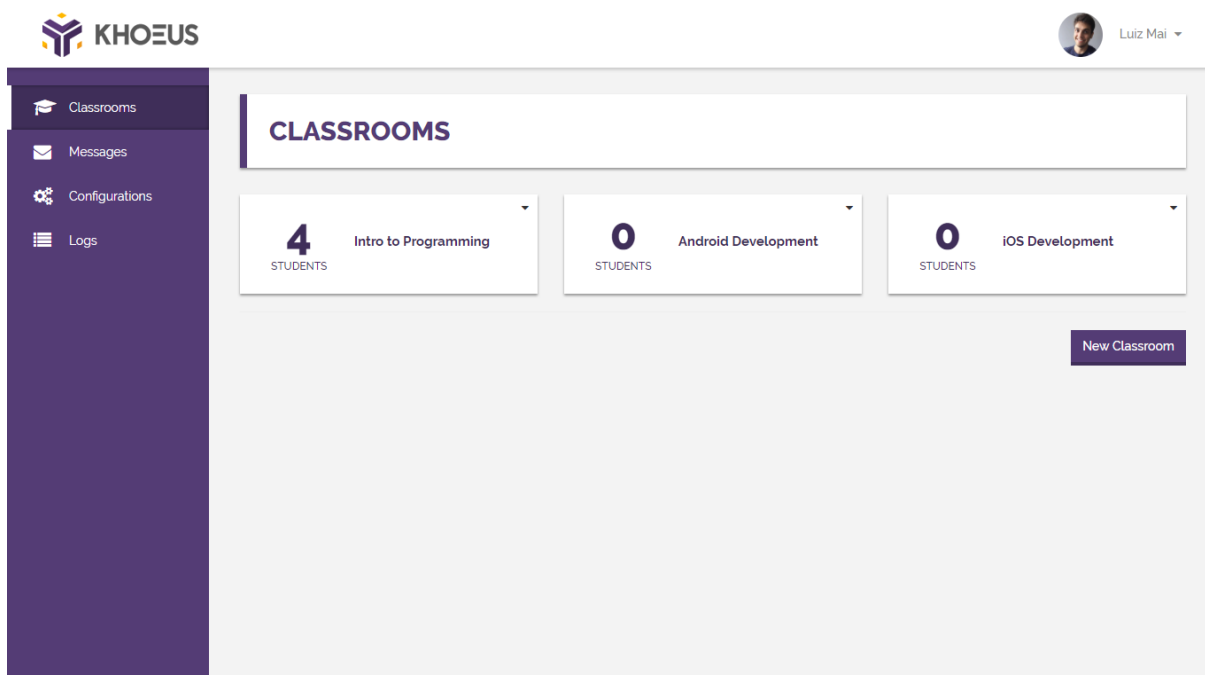 KHOEUS
Luiz Mai
Classrooms
Messages
Configurations
Logs
CLASSROOMS
4
STUDENTS
Intro to Programming
0
STUDENTS
Android Development
0
STUDENTS
iOS Development
New Classroom